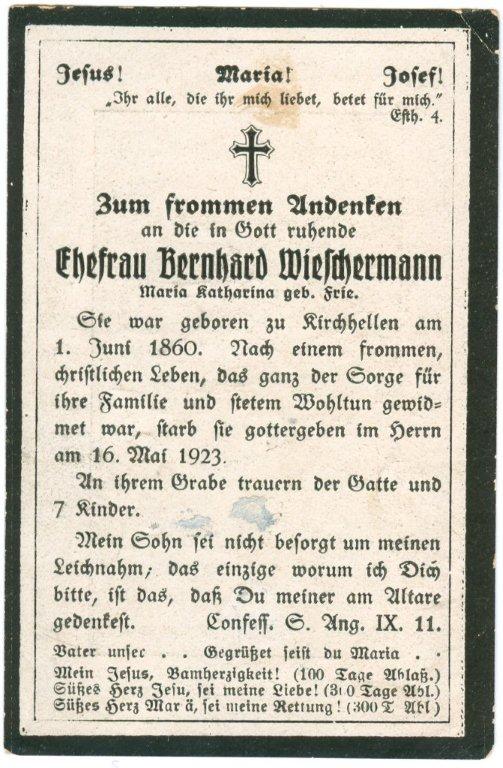 Jesus! Maria! Josef!
„Ihr alle, die ihr mich liebet, betet für mich."
Esth. 4.
Zum frommen Andenken
an die in Gott ruhende
Ehefrau Bernhard Wieschermann
Maria Katharina geb. Frie.
Sie war geboren zu Kirchhellen am
1. Juni 1860. Nach einem frommen,
christlichen Leben, das ganz der Sorge für
ihre Familie und stetem Wohltun gewid-
met war, starb sie gottergeben im Herrn
am 16. Mai 1923.
An ihrem Grabe trauern der Gatte und
7 Kinder.
Mein Sohn sei nicht besorgt um meinen
Leichnahm, das einzige worum ich Dich
bitte, ist das, daß Du meiner am Altare
gedenkest. Confess. S. Aug. IX. 11.
Vater unser . . Gegrüßet seist du Maria . .
Mein Jesus, Bamherzigkeit! (100 Tage Ablaß.)
Süßes Herz Jesu, sei meine Liebe! (300 Tage Abl.)
Süßes Herz Mar ä, sei meine Rettung! (300 T Abl)